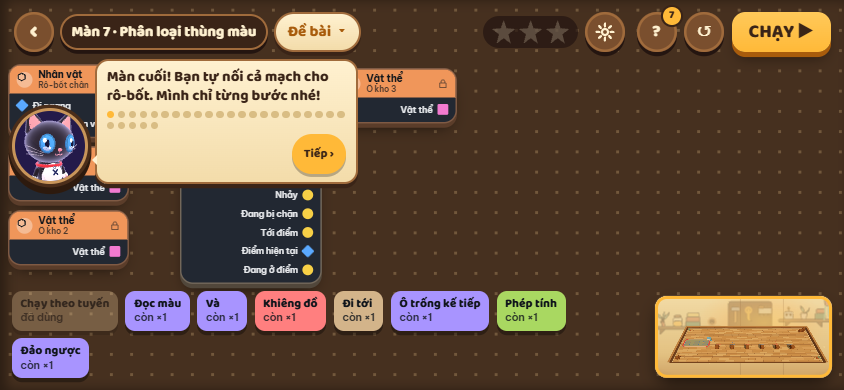 Màn 7 · Phân loại thùng màu
Đề bài
?
7
CHẠY
Nhân vật
Rô-bốt chân
Màn cuối! Bạn tự nối cả mạch cho
rô-bốt. Mình chỉ từng bước nhé!
Tiếp ›
Vật thể
Ô kho 3
Vật thể
Vật thể
Vật thể
Ô kho 2
Vật thể
Nhảy
Đang bị chặn
Tới điểm
Điểm hiện tại
Đang ở điểm
Chạy theo tuyến
đã dùng
Đọc màu
còn ×1
Và
còn ×1
Khiêng đồ
còn ×1
Đi tới
còn ×1
Ô trống kế tiếp
còn ×1
Phép tính
còn ×1
Đảo ngược
còn ×1